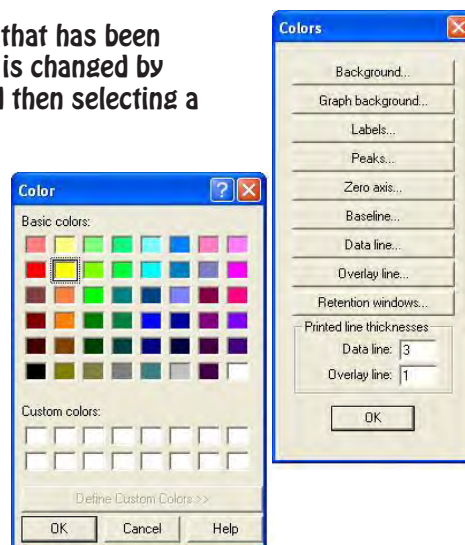 that has been
is changed by
then selecting a
Colors
Background...
Graph background...
Labels...
Peaks...
Zero axis...
Baseline...
Data line...
Overlay line...
Retention windows...
Printed line thicknesses
Data line: 3
Overlay line: 1
OK
Color
Basic colors:
Custom colors:
Define Custom Colors >>
OK Cancel Help